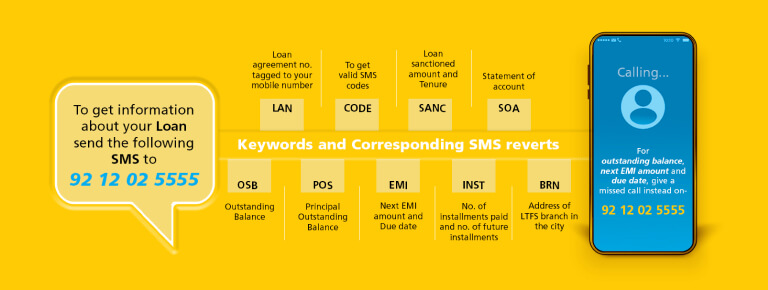 To get information
about your Loan
send the following
SMS to
92 12 02 5555
Loan
agreement no.
tagged to your
mobile number
LAN
To get
valid SMS
codes
CODE
Loan
sanctioned
amount and
Tenure
SANC
Statement of
account
SOA
Keywords and Corresponding SMS reverts
OSB
Outstanding
Balance
POS
Principal
Outstanding
Balance
EMI
Next EMI
amount and
Due date
INST
No. of
installments paid
and no. of future
installments
BRN
Address of
LTFS branch in
the city
Calling...
For
outstanding balance,
next EMI amount and
due date, give a
missed call instead on-
92 12 02 5555